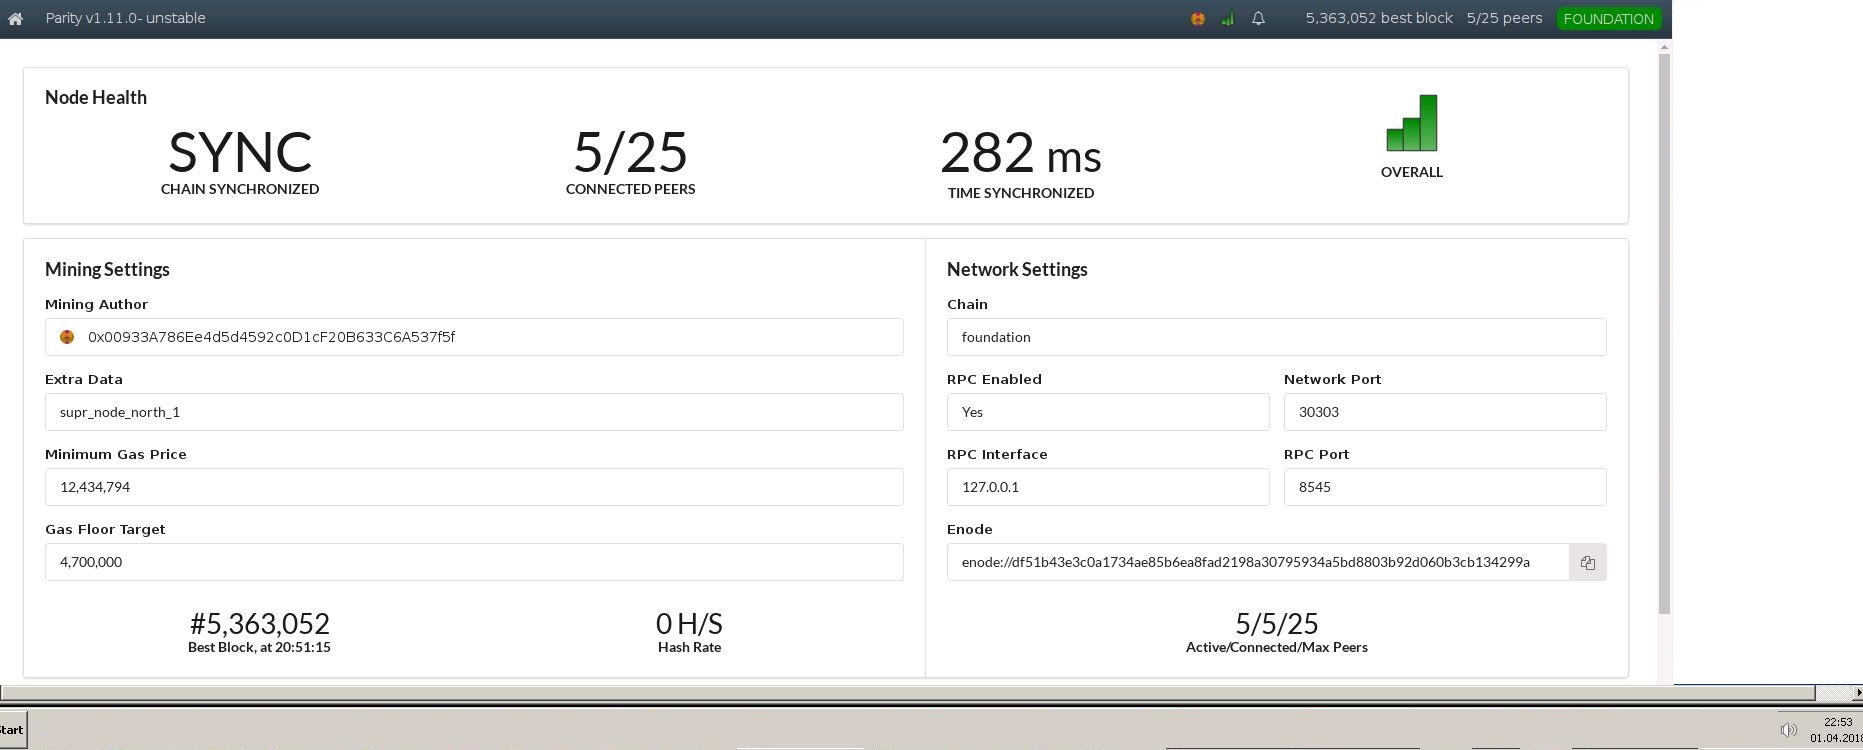 Parity v1.11.0- unstable
5,363,052 best block 5/25 peers FOUNDATION
Node Health
SYNC
CHAIN SYNCHRONIZED
5/25
CONNECTED PEERS
282 ms
TIME SYNCHRONIZED
OVERALL
Mining Settings
Mining Author
0x00933A786Ee4d5d4592c0D1cF20B633C6A537f5f
Extra Data
supr_node_north_1
Minimum Gas Price
12,434,794
Gas Floor Target
4,700,000
#5,363,052
Best Block, at 20:51:15
0 H/S
Hash Rate
Network Settings
Chain
foundation
RPC Enabled
Yes
Network Port
30303
RPC Interface
127.0.0.1
RPC Port
8545
Enode
enode://df51b43e3c0a1734ae85b6ea8fad2198a30795934a5bd8803b92d060b3cb134299a
5/5/25
Active/Connected/Max Peers
tart
22:53
01.04.2018